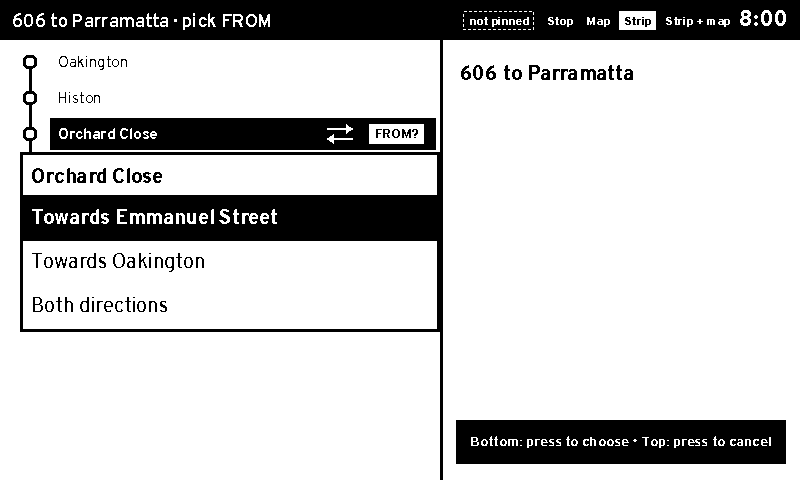 606 to Parramatta · pick FROM
not pinned Stop Map Strip Strip + map 8:00
Oakington
Histon
Orchard Close FROM?
Orchard Close
Towards Emmanuel Street
Towards Oakington
Both directions
606 to Parramatta
Bottom: press to choose • Top: press to cancel